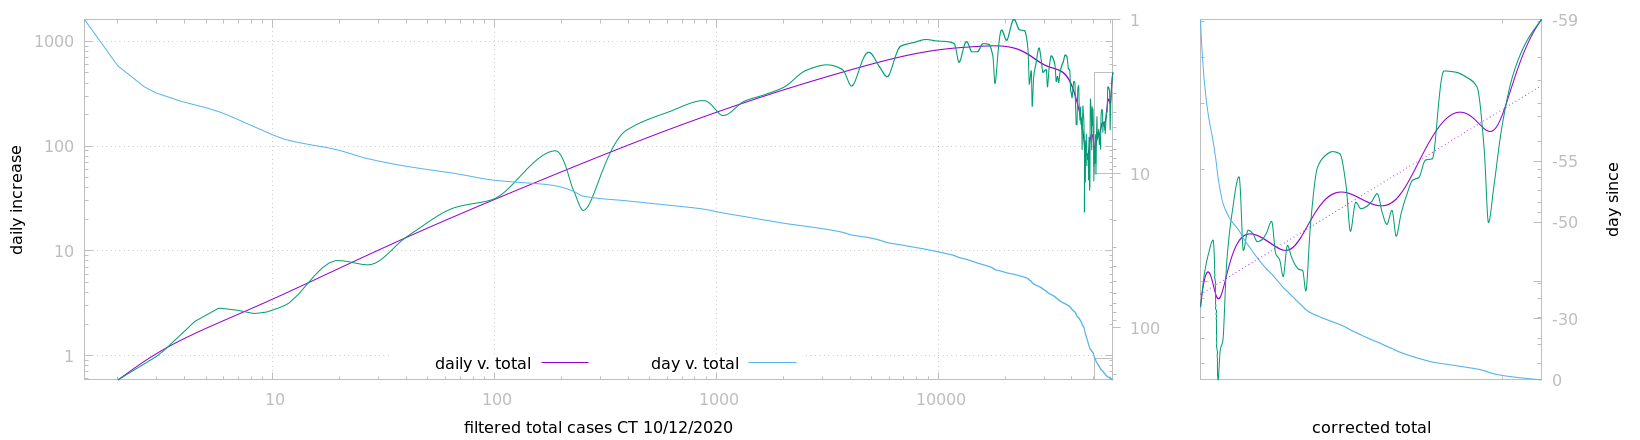 1000
100
10
1
daily increase
daily v. total
day v. total
10
100
1000
10000
filtered total cases CT 10/12/2020
1
10
100
-59
-55
-50
-30
0
day since
corrected total